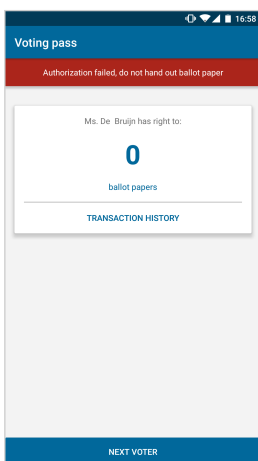 16:58
Voting pass
Authorization failed, do not hand out ballot paper
Ms. De Bruijn has right to:
0
ballot papers
TRANSACTION HISTORY
NEXT VOTER